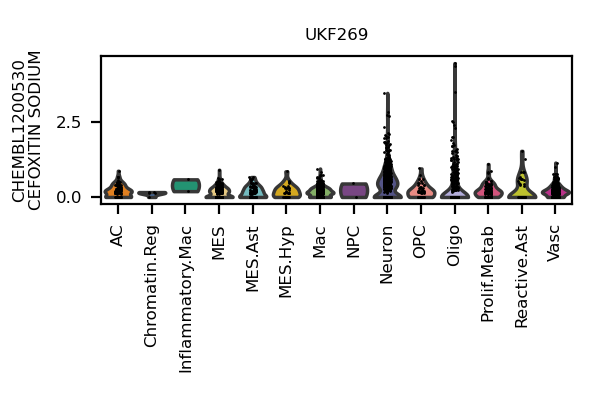 UKF269
CHEMBL1200530
CEFOXITIN SODIUM
2.5
0.0
AC
Chromatin.Reg
Inflammatory.Mac
MES
MES.Ast
MES.Hyp
Mac
NPC
Neuron
OPC
Oligo
Prolif.Metab
Reactive.Ast
Vasc